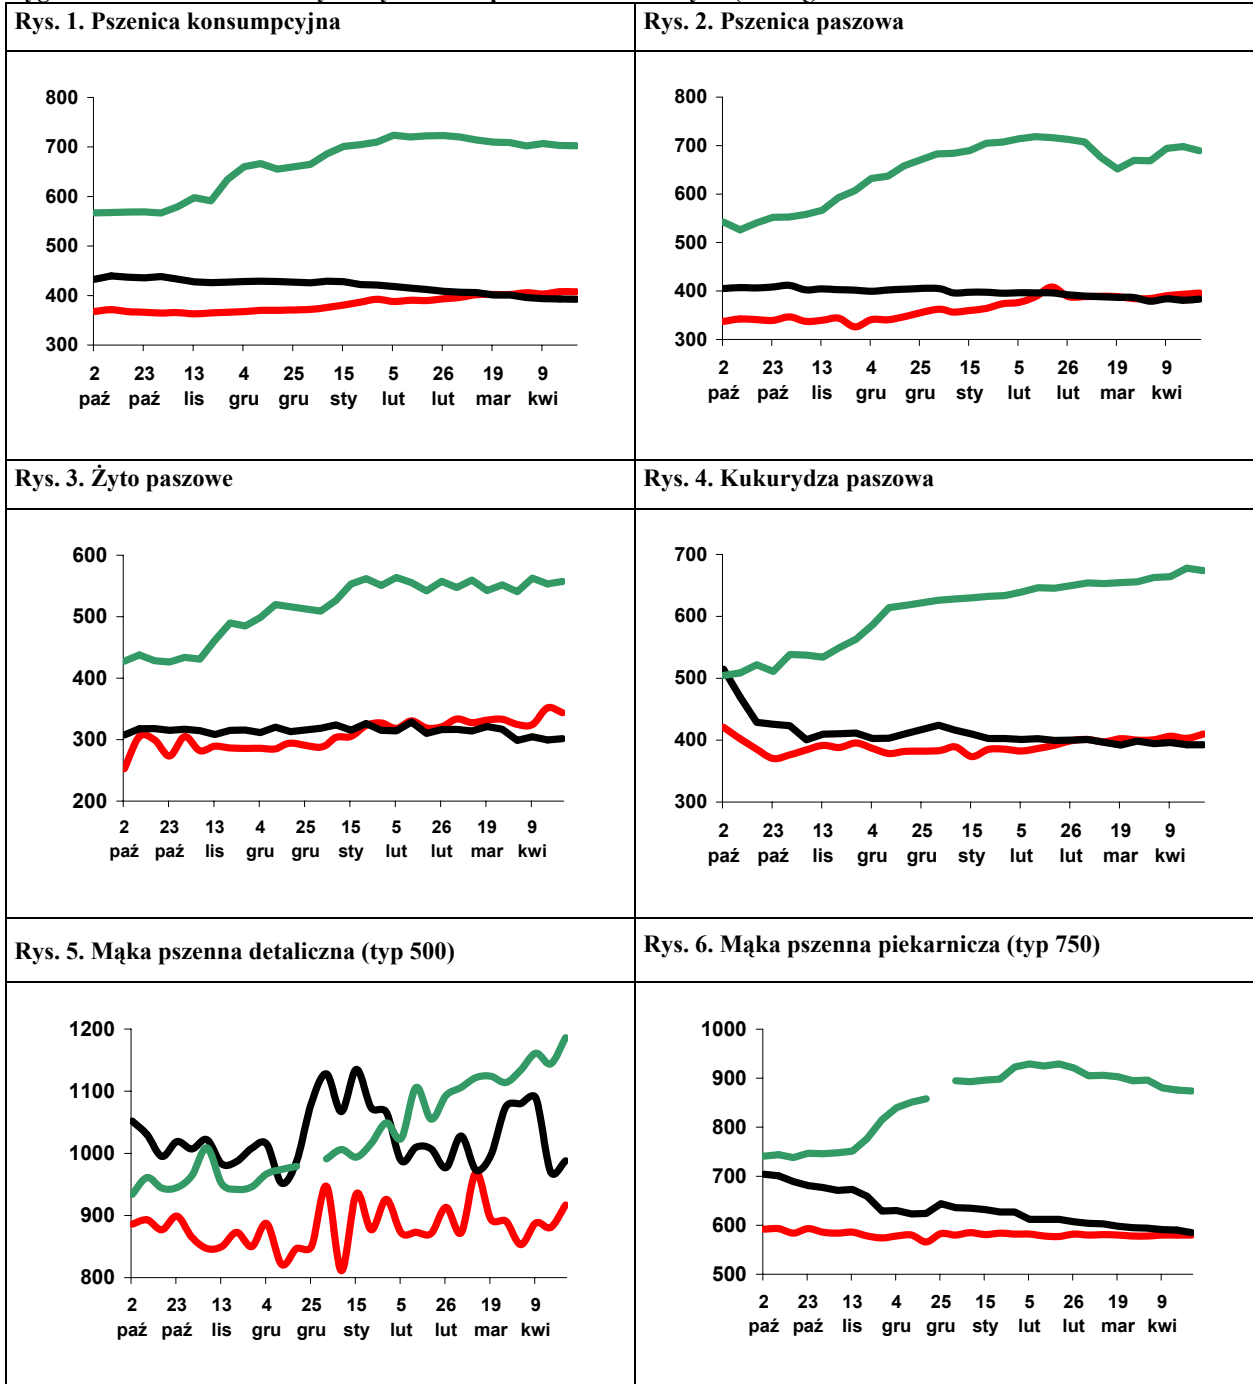 Rys. 1. Pszenica konsumpcyjna
800
700
600
500
400
300
2 23 13 4 25 15 5 26 19 9
paź paź lis gru gru sty lut lut mar kwi
Rys. 2. Pszenica paszowa
800
700
600
500
400
300
2 23 13 4 25 15 5 26 19 9
paź paź lis gru gru sty lut lut mar kwi
Rys. 3. Żyto paszowe
600
500
400
300
200
2 23 13 4 25 15 5 26 19 9
paź paź lis gru gru sty lut lut mar kwi
Rys. 4. Kukurydza paszowa
700
600
500
400
300
2 23 13 4 25 15 5 26 19 9
paź paź lis gru gru sty lut lut mar kwi
Rys. 5. Mąka pszenna detaliczna (typ 500)
1200
1100
1000
900
800
2 23 13 4 25 15 5 26 19 9
paź paź lis gru gru sty lut lut mar kwi
Rys. 6. Mąka pszenna piekarnicza (typ 750)
1000
900
800
700
600
500
2 23 13 4 25 15 5 26 19 9
paź paź lis gru gru sty lut lut mar kwi